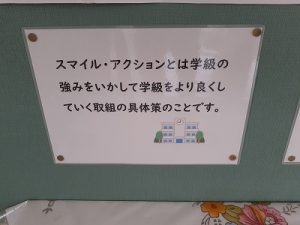 スマイル・アクションとは学級の
強みをいかして学級をより良くし
ていく取組の具体策のことです。